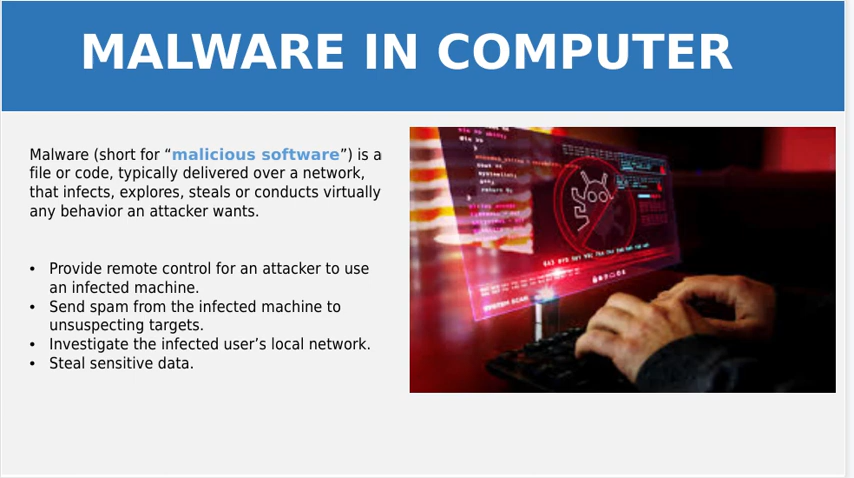 MALWARE IN COMPUTER
Malware (short for “malicious software”) is a
file or code, typically delivered over a network,
that infects, explores, steals or conducts virtually
any behavior an attacker wants.
• Provide remote control for an attacker to use
an infected machine.
• Send spam from the infected machine to
unsuspecting targets.
• Investigate the infected user’s local network.
• Steal sensitive data.
SYSTEM SCAN